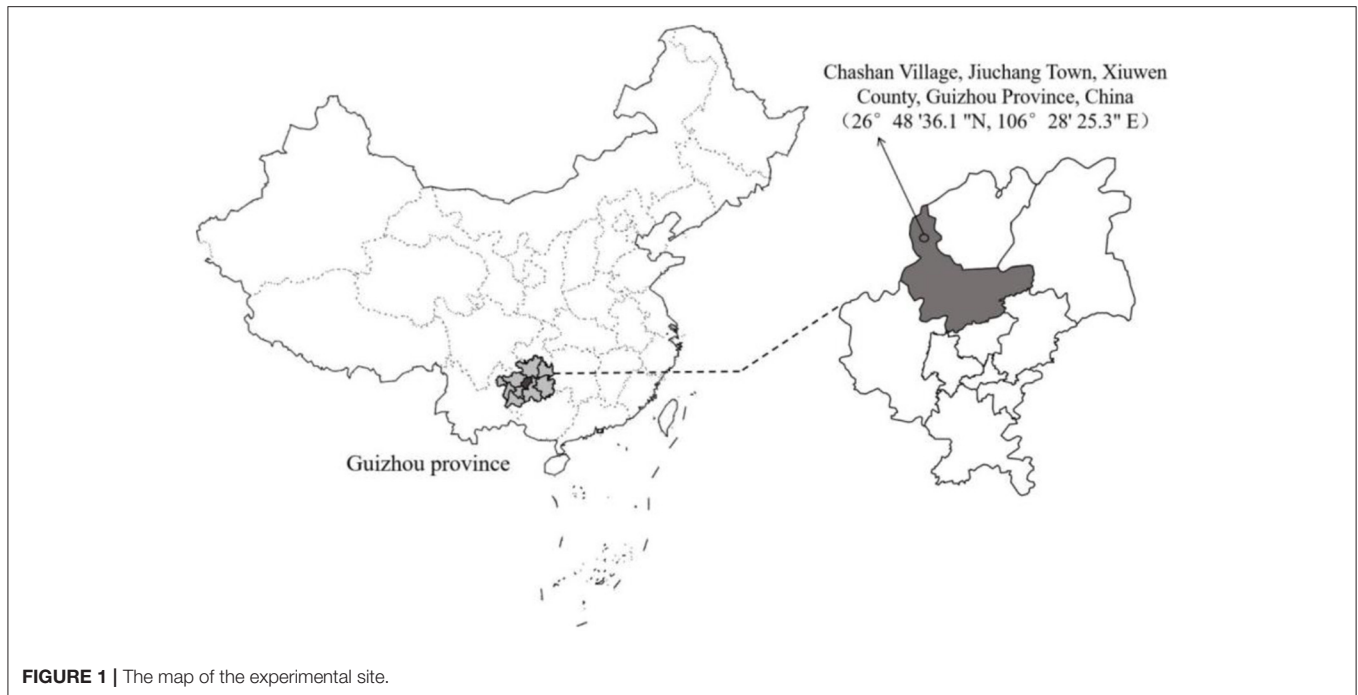 Chashan Village, Jiuchang Town, Xiuwen
County, Guizhou Province, China
（26° 48 '36.1 "N, 106° 28' 25.3" E）
Guizhou province
FIGURE 1 | The map of the experimental site.